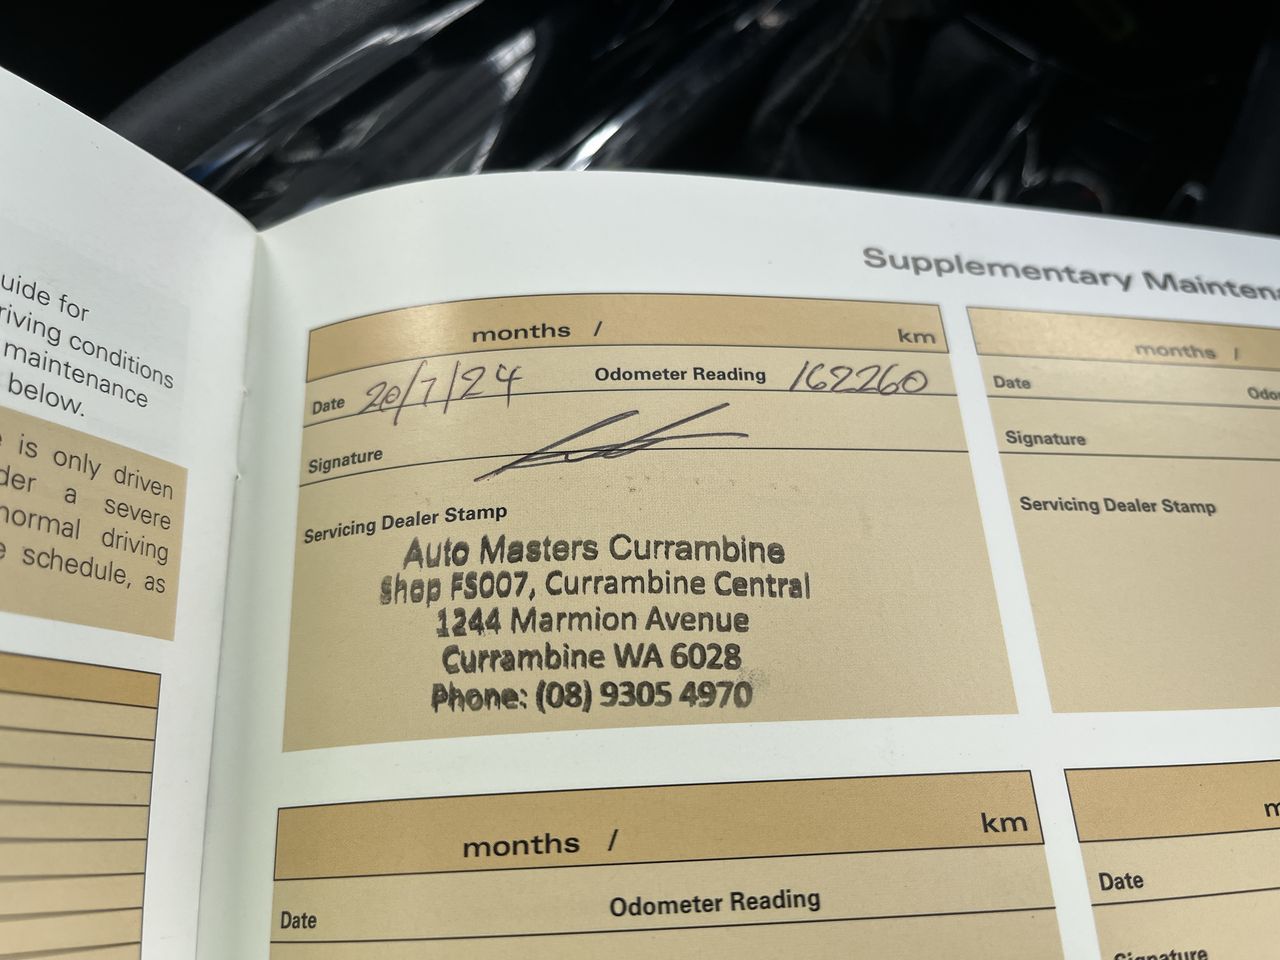 uide for
riving conditions
maintenance
below.
is only driven
der a severe
normal driving
schedule, as
Supplementary
months / km
Date 20/7/24 Odometer Reading 162260
Signature
Servicing Dealer Stamp
Auto Masters Currambine
Shop FS007, Currambine Central
1244 Marmion Avenue
Currambine WA 6028
Phone: (08) 9305 4970
months /
Date
Signature
Servicing Dealer Stamp
months / km
Date Odometer Reading
Date
Signature